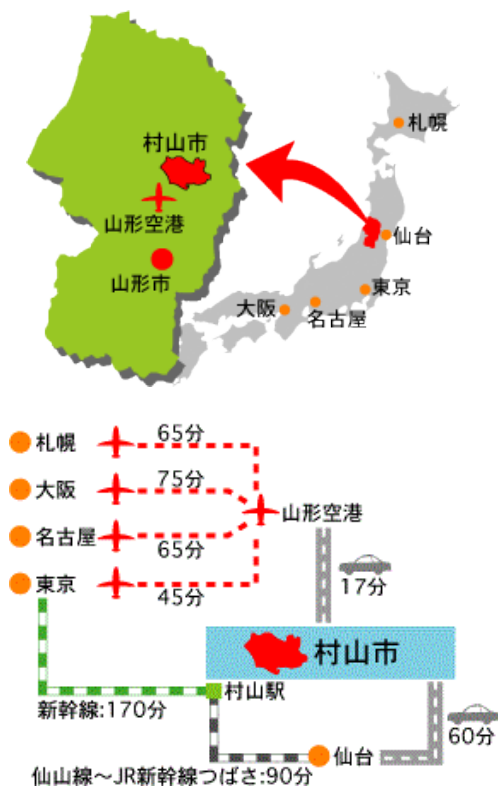 札幌
村山市
山形空港
仙台
山形市
東京
大阪
名古屋
札幌
65分
大阪
75分
山形空港
名古屋
65分
17分
東京
45分
村山市
村山駅
新幹線:170分
仙台
60分
仙山線～JR新幹線つばさ:90分